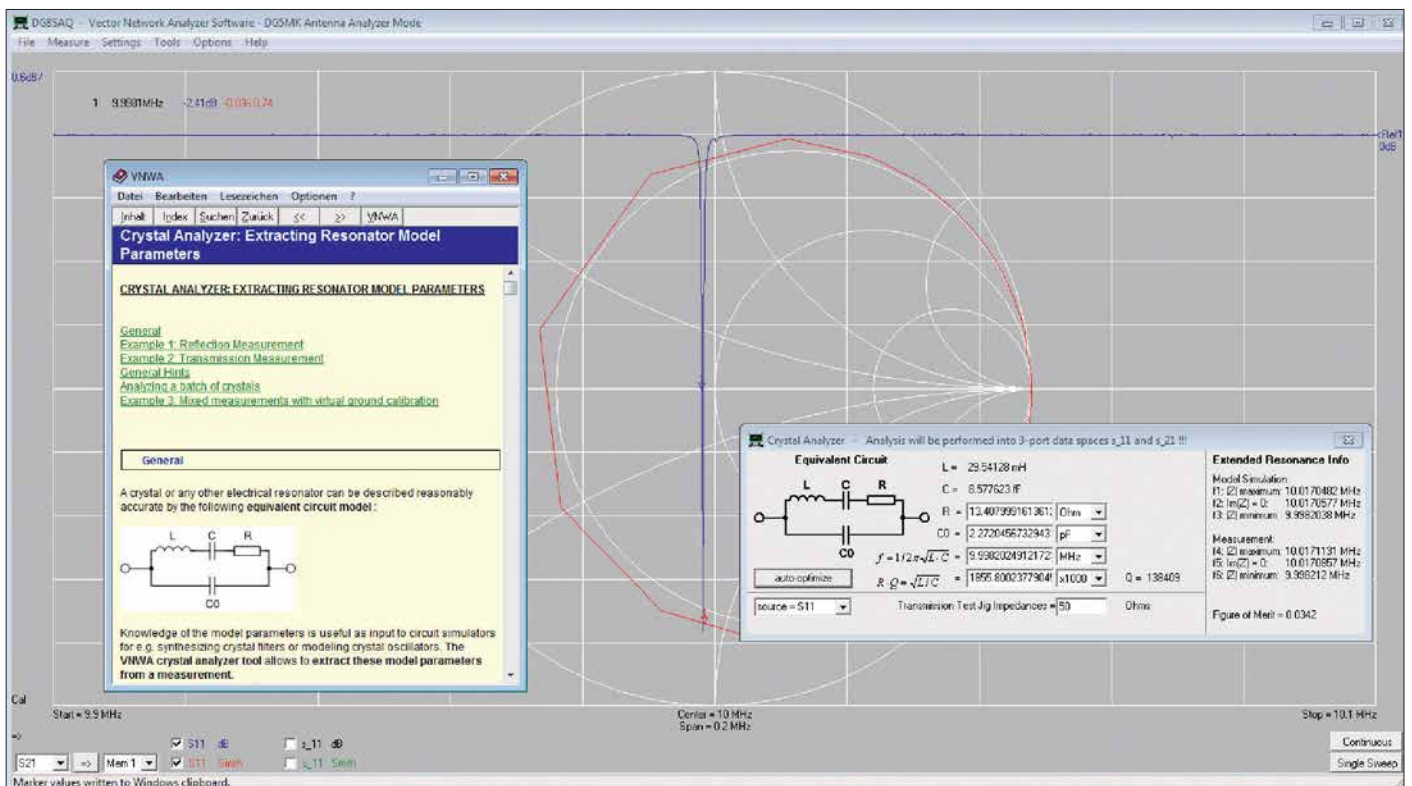 DG8SAQ - Vector Network Analyzer Software - DG5MK Antenna Analyzer Mode
File Measure Settings Tools Options Help
0.6dB/
1 9.9981MHz -2.41dB
<Ref1
0dB
VNWA
Datei Bearbeiten Lesezeichen Optionen ?
Inhalt Index Suchen Zurück << >> VNWA
Crystal Analyzer: Extracting Resonator Model
Parameters
CRYSTAL ANALYZER: EXTRACTING RESONATOR MODEL PARAMETERS
General
Example 1: Reflection Measurement
Example 2: Transmission Measurement
General Hints
Analyzing a batch of crystals
Example 3: Mixed measurements with virtual ground calibration
General
A crystal or any other electrical resonator can be described reasonably
accurate by the following equivalent circuit model:
L C R
C0
Knowledge of the model parameters is useful as input to circuit simulators
for e.g. synthesizing crystal filters or modeling crystal oscillators. The
VNWA crystal analyzer tool allows to extract these model parameters
from a measurement.
Crystal Analyzer - Analysis will be performed into 3-port data spaces s_11 and s_21 !!!
Equivalent Circuit
L C R
C0
L = 29.54128 mH
C = 8.577623 fF
R = 13.407999161361 Ohm
C0 = 2.2720456732943 pF
f = 1/2π√L·C = 9.9982024912172 MHz
R·Q = √L/C = 1855.8002377904 x1000 Q = 138409
auto optimize
source = S11
Transmission Test Jig Impedances = 50 Ohms
Extended Resonance Info
Model Simulation:
f1: |Z| maximum: 10.0170482 MHz
f2: Im(Z) = 0: 10.0170577 MHz
f3: |Z| minimum: 9.9982038 MHz
Measurement:
f4: |Z| maximum: 10.0171131 MHz
f5: Im(Z) = 0: 10.0170857 MHz
f6: |Z| minimum: 9.998212 MHz
Figure of Merit = 0.0342
Cal
Start = 9.9 MHz
Center = 10 MHz
Span = 0.2 MHz
Stop = 10.1 MHz
=>
S11 dB s_11 dB
S21 => Mem 1 S11 Smith s_11 Smith
Continuous
Single Sweep
Marker values written to Windows clipboard.